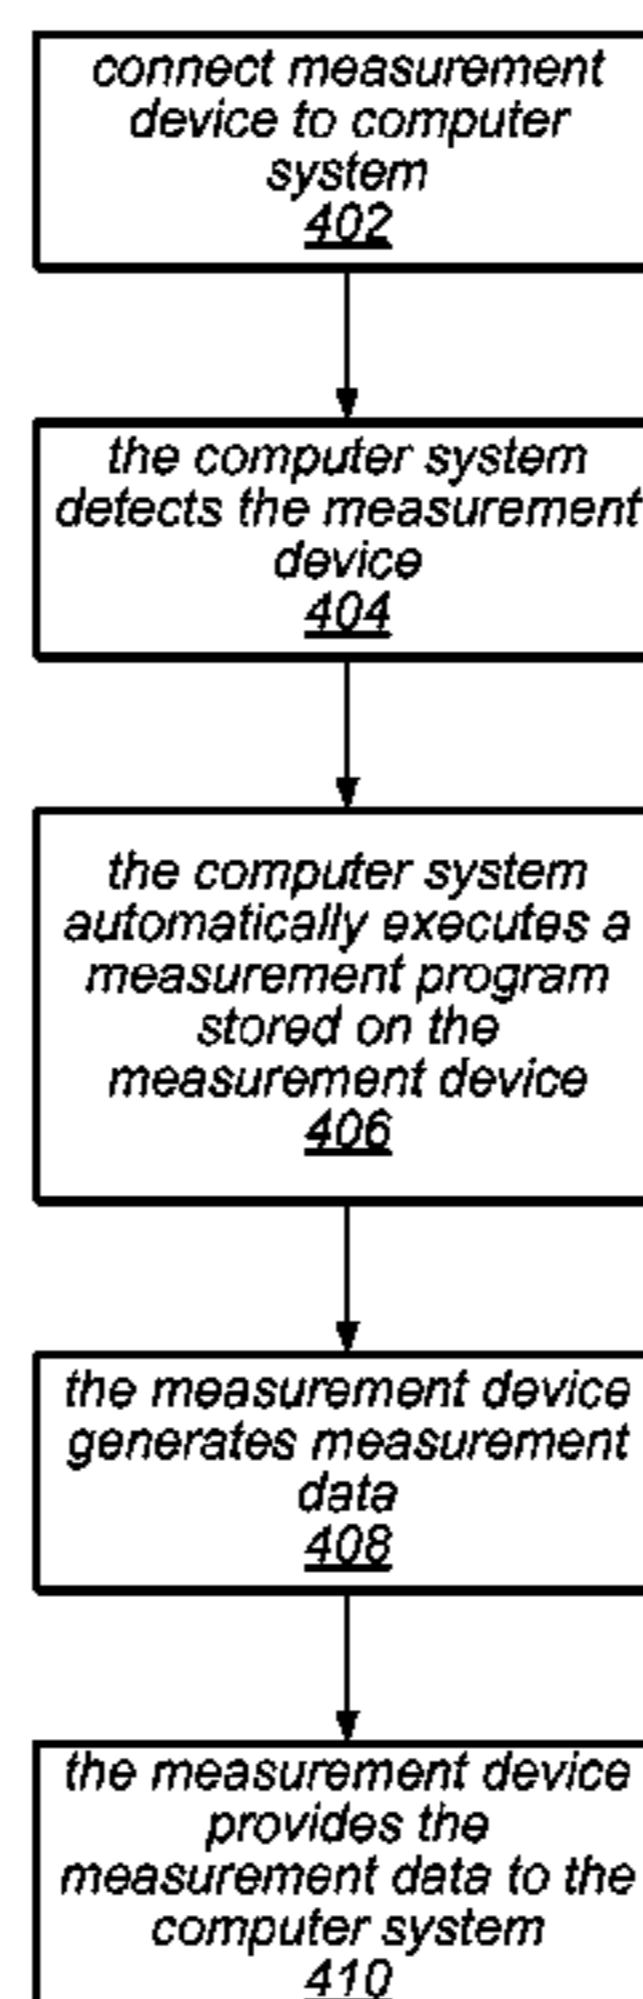 connect measurement
device to computer
system
402
the computer system
detects the measurement
device
404
the computer system
automatically executes a
measurement program
stored on the
measurement device
406
the measurement device
generates measurement
data
408
the measurement device
provides the
measurement data to the
computer system
410